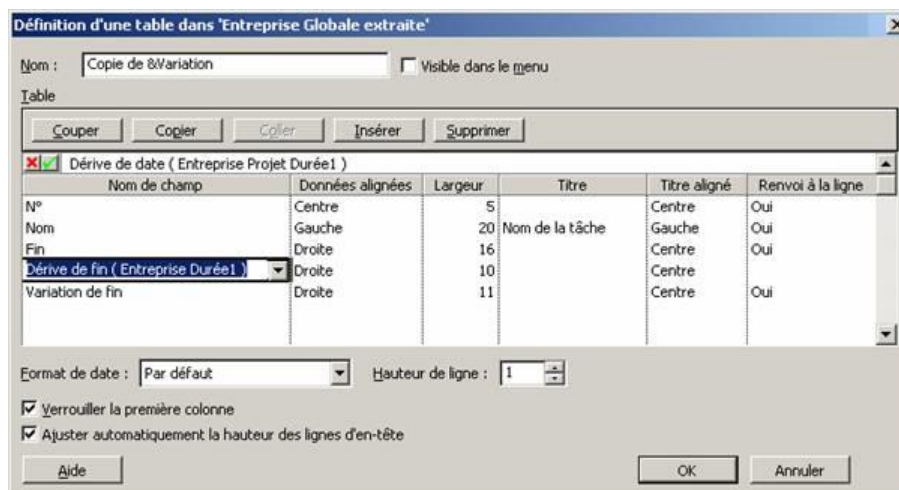 Définition d'une table dans 'Entreprise Globale extraite'
Nom : Copie de &Variation Visible dans le menu
Table
Couper Copier Coller Insérer Supprimer
Dérive de date ( Entreprise Projet Durée1 )
Nom de champ Données alignées Largeur Titre Titre aligné Renvoi à la ligne
N° Centre 5 Centre Oui
Nom Gauche 20 Nom de la tâche Gauche Oui
Fin Droite 16 Centre Oui
Dérive de fin ( Entreprise Durée1 ) Droite 10 Centre
Variation de fin Droite 11 Centre Oui
Format de date : Par défaut Hauteur de ligne : 1
Verrouiller la première colonne
Ajuster automatiquement la hauteur des lignes d'en-tête
Aide OK Annuler